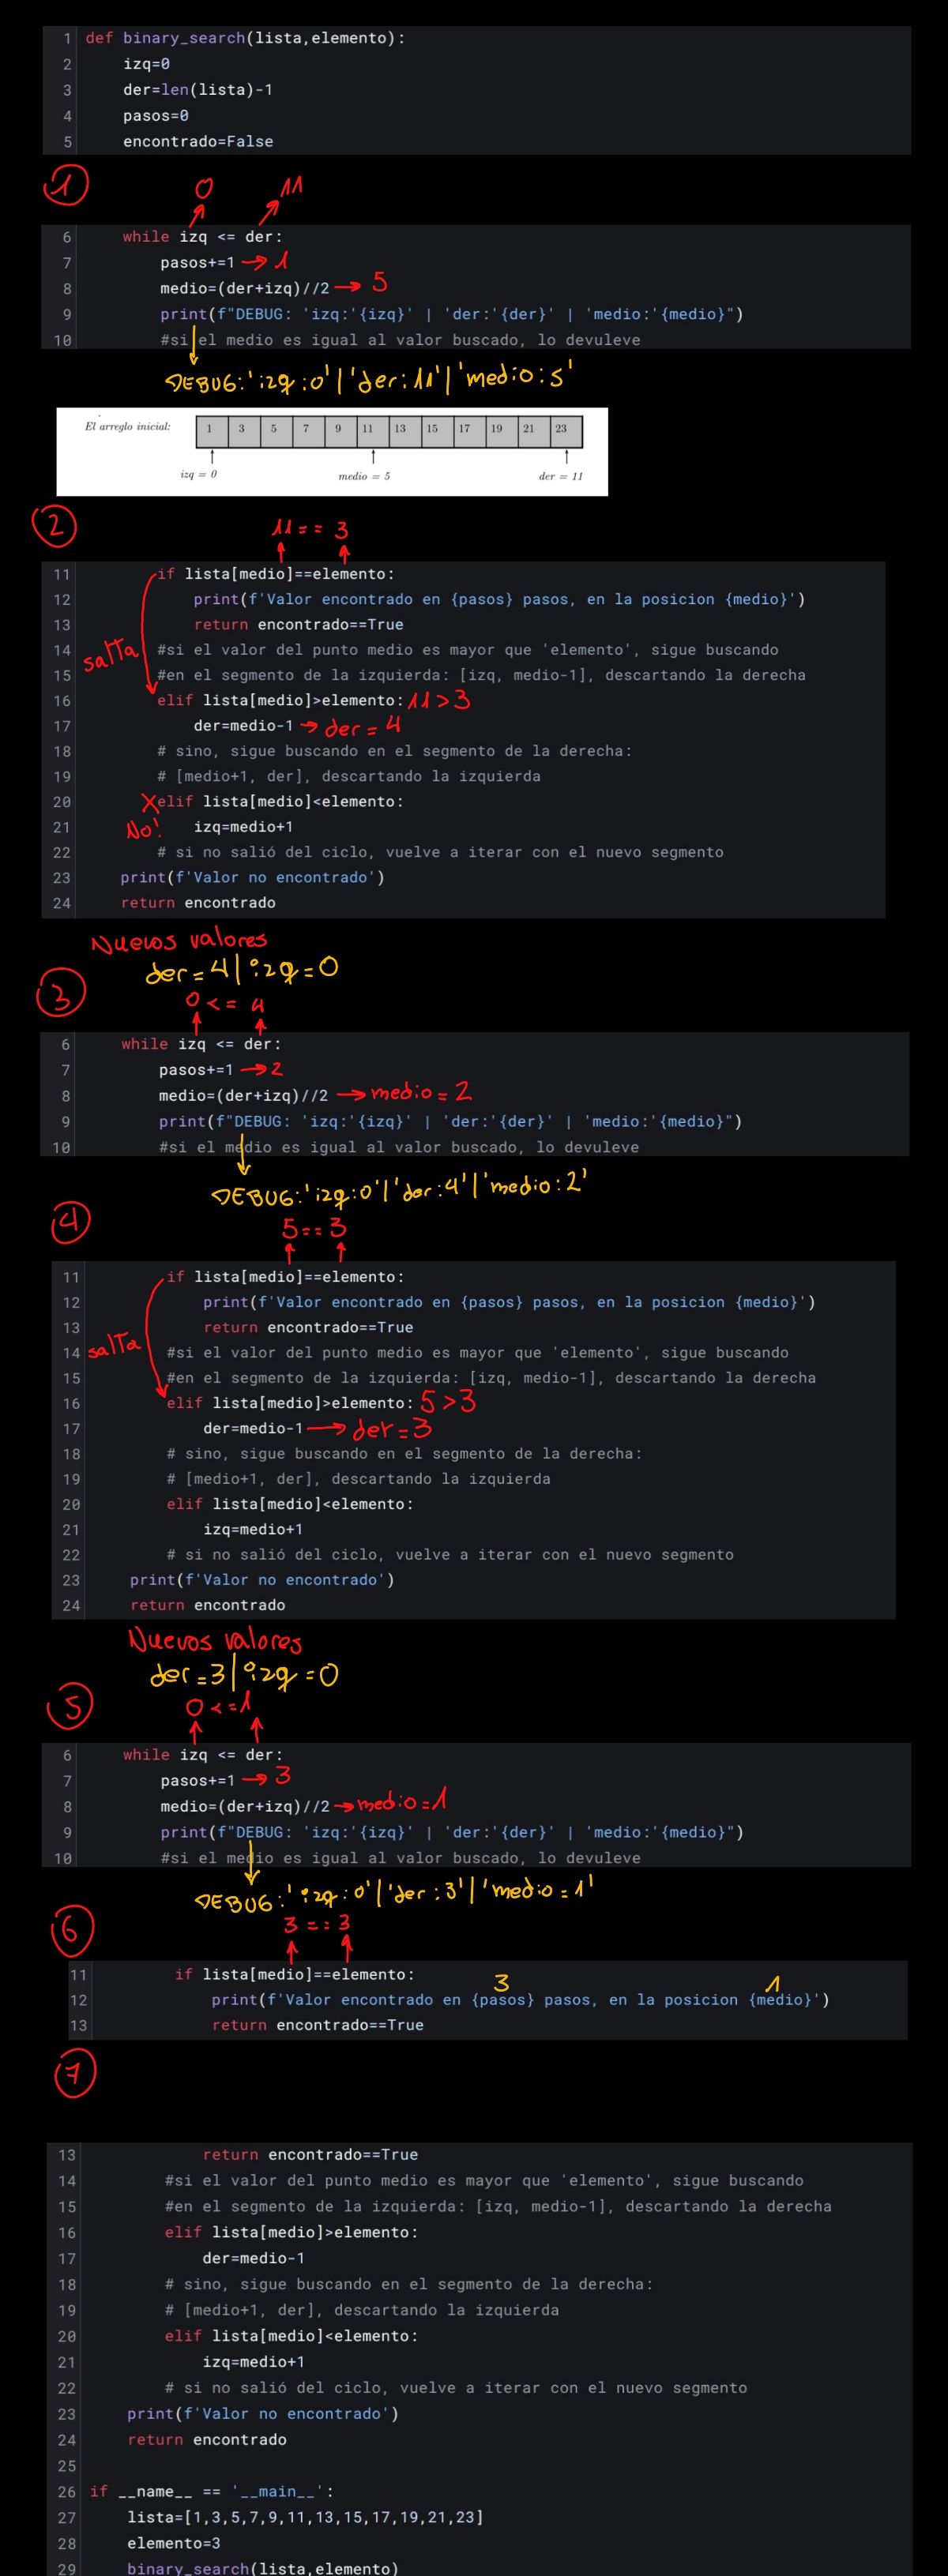 1 def binary_search(lista,elemento):
2 izq=0
3 der=len(lista)-1
4 pasos=0
5 encontrado=False
1
0 11
6 while izq <= der:
7 pasos+=1 → 1
8 medio=(der+izq)//2 → 5
9 print(f"DEBUG: 'izq:'{izq}' | 'der:'{der}' | 'medio:'{medio}")
10 #si el medio es igual al valor buscado, lo devuleve
DEBUG:'izq:0'|'der:11'|'medio:5'
El arreglo inicial: 1 3 5 7 9 11 13 15 17 19 21 23
izq = 0 medio = 5 der = 11
2
11 == 3
11 if lista[medio]==elemento:
12 print(f'Valor encontrado en {pasos} pasos, en la posicion {medio}')
13 return encontrado==True
14 #si el valor del punto medio es mayor que 'elemento', sigue buscando
salta
15 #en el segmento de la izquierda: [izq, medio-1], descartando la derecha
16 elif lista[medio]>elemento: 11>3
17 der=medio-1 → der=4
18 # sino, sigue buscando en el segmento de la derecha:
19 # [medio+1, der], descartando la izquierda
20 X elif lista[medio]<elemento:
21 No! izq=medio+1
22 # si no salió del ciclo, vuelve a iterar con el nuevo segmento
23 print(f'Valor no encontrado')
24 return encontrado
Nuevos valores
der=4|izq=0
3
0 <= 4
6 while izq <= der:
7 pasos+=1 → 2
8 medio=(der+izq)//2 → medio=2
9 print(f"DEBUG: 'izq:'{izq}' | 'der:'{der}' | 'medio:'{medio}")
10 #si el medio es igual al valor buscado, lo devuleve
DEBUG:'izq:0'|'der:4'|'medio:2'
4
5==3
11 if lista[medio]==elemento:
12 print(f'Valor encontrado en {pasos} pasos, en la posicion {medio}')
13 return encontrado==True
salta
14 #si el valor del punto medio es mayor que 'elemento', sigue buscando
15 #en el segmento de la izquierda: [izq, medio-1], descartando la derecha
16 elif lista[medio]>elemento: 5>3
17 der=medio-1 → der=3
18 # sino, sigue buscando en el segmento de la derecha:
19 # [medio+1, der], descartando la izquierda
20 elif lista[medio]<elemento:
21 izq=medio+1
22 # si no salió del ciclo, vuelve a iterar con el nuevo segmento
23 print(f'Valor no encontrado')
24 return encontrado
Nuevos valores
der=3|izq=0
5
0<=1
6 while izq <= der:
7 pasos+=1 → 3
8 medio=(der+izq)//2 → medio=1
9 print(f"DEBUG: 'izq:'{izq}' | 'der:'{der}' | 'medio:'{medio}")
10 #si el medio es igual al valor buscado, lo devuleve
DEBUG:'izq:0'|'der:3'|'medio=1'
6
3 == 3
11 if lista[medio]==elemento:
3 1
12 print(f'Valor encontrado en {pasos} pasos, en la posicion {medio}')
13 return encontrado==True
7
13 return encontrado==True
14 #si el valor del punto medio es mayor que 'elemento', sigue buscando
15 #en el segmento de la izquierda: [izq, medio-1], descartando la derecha
16 elif lista[medio]>elemento:
17 der=medio-1
18 # sino, sigue buscando en el segmento de la derecha:
19 # [medio+1, der], descartando la izquierda
20 elif lista[medio]<elemento:
21 izq=medio+1
22 # si no salió del ciclo, vuelve a iterar con el nuevo segmento
23 print(f'Valor no encontrado')
24 return encontrado
25
26 if __name__ == '__main__':
27 lista=[1,3,5,7,9,11,13,15,17,19,21,23]
28 elemento=3
29 binary_search(lista,elemento)